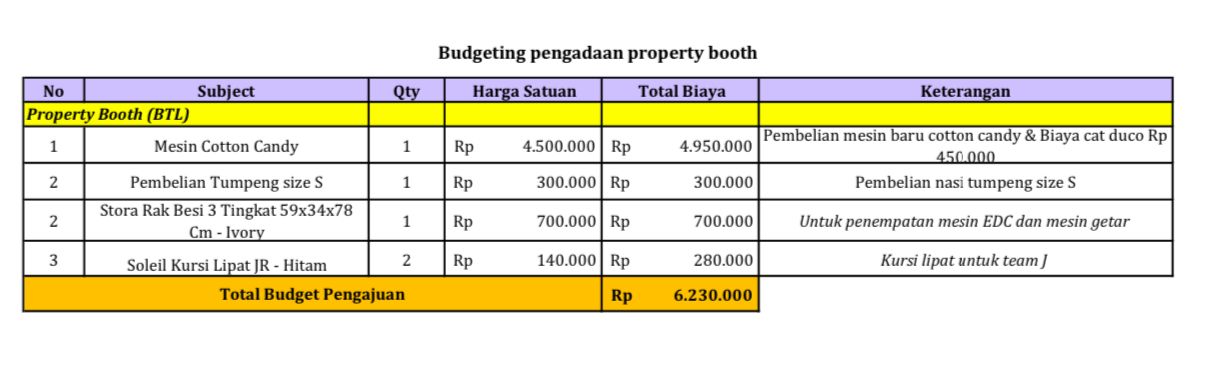 Budgeting pengadaan property booth
No Subject Qty Harga Satuan Total Biaya Keterangan
Property Booth (BTL)
1 Mesin Cotton Candy 1 Rp 4.500.000 Rp 4.950.000 Pembelian mesin baru cotton candy & Biaya cat duco Rp
450.000
2 Pembelian Tumpeng size S 1 Rp 300.000 Rp 300.000 Pembelian nasi tumpeng size S
2 Stora Rak Besi 3 Tingkat 59x34x78 1 Rp 700.000 Rp 700.000 Untuk penempatan mesin EDC dan mesin getar
Cm - Ivory
3 Soleil Kursi Lipat JR - Hitam 2 Rp 140.000 Rp 280.000 Kursi lipat untuk team J
Total Budget Pengajuan Rp 6.230.000